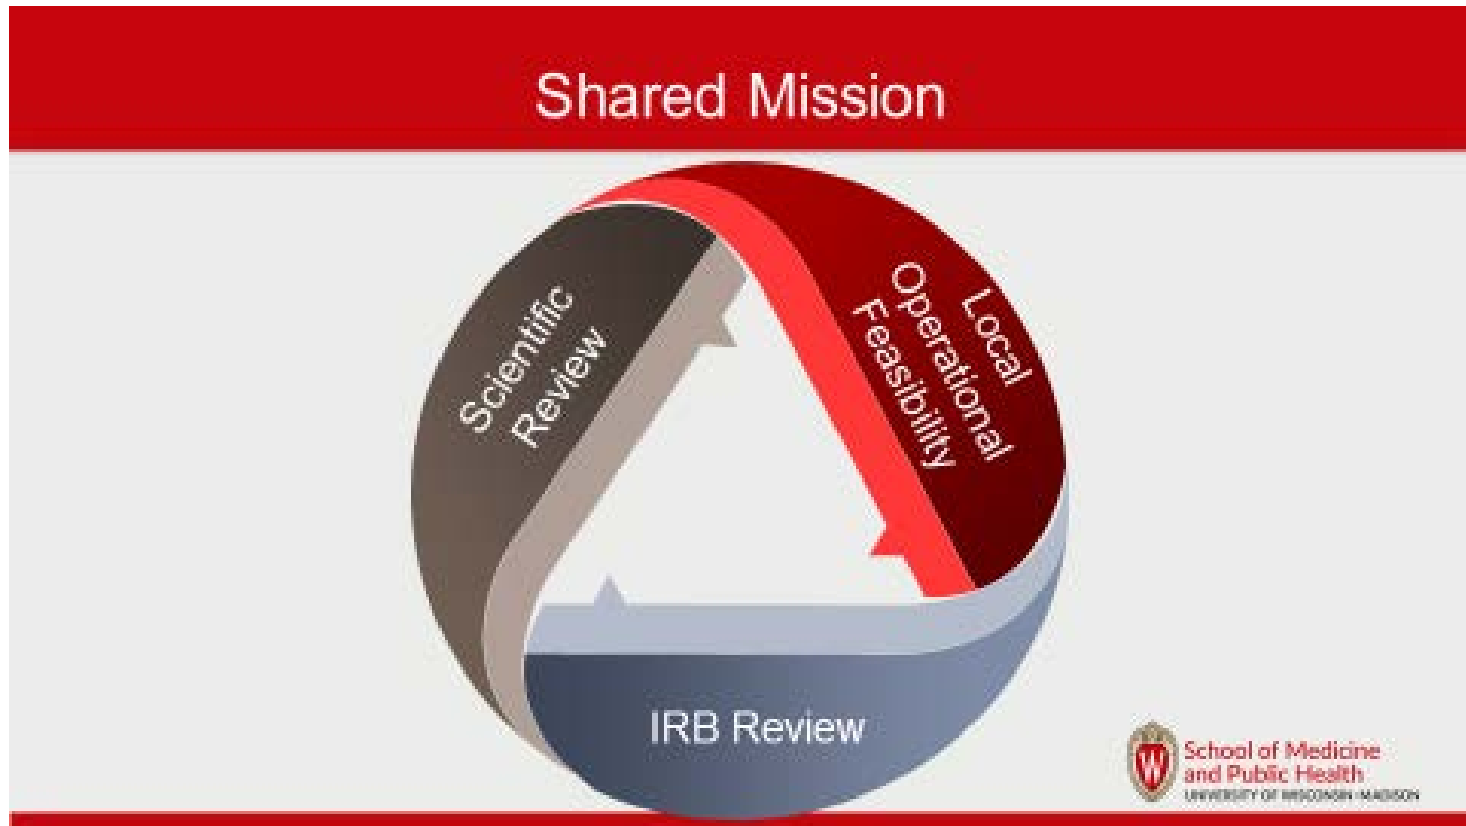 Shared Mission
Scientific
Review
Local
Operational
Feasibility
IRB Review
W
School of Medicine
and Public Health
UNIVERSITY OF WISCONSIN-MADISON